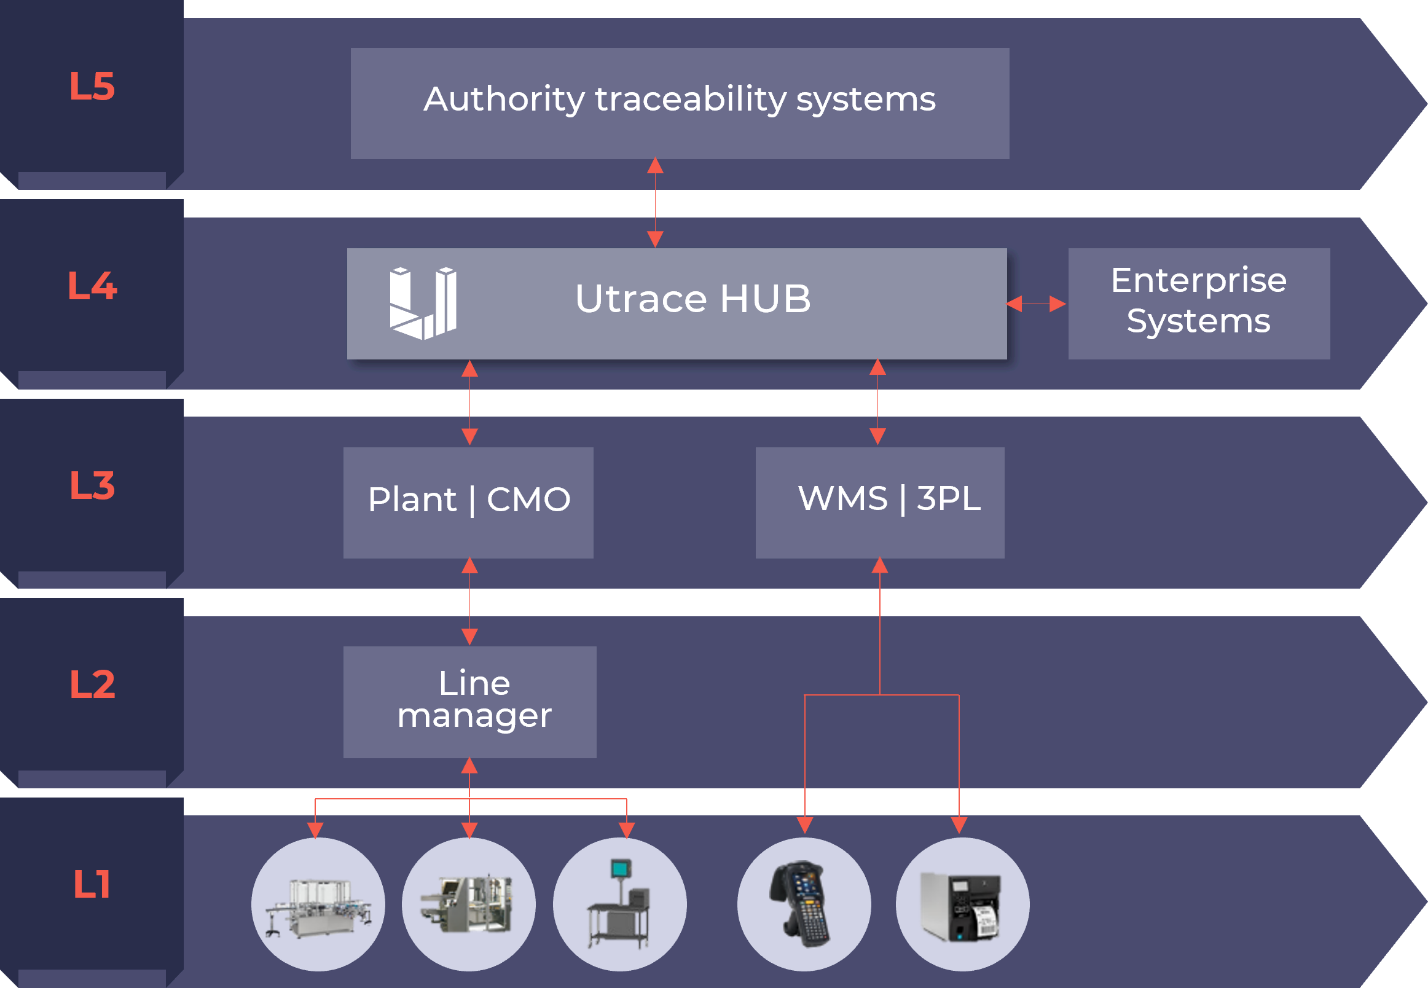 L5
Authority traceability systems
L4
Utrace HUB
Enterprise
Systems
L3
Plant | CMO
WMS | 3PL
L2
Line
manager
L1